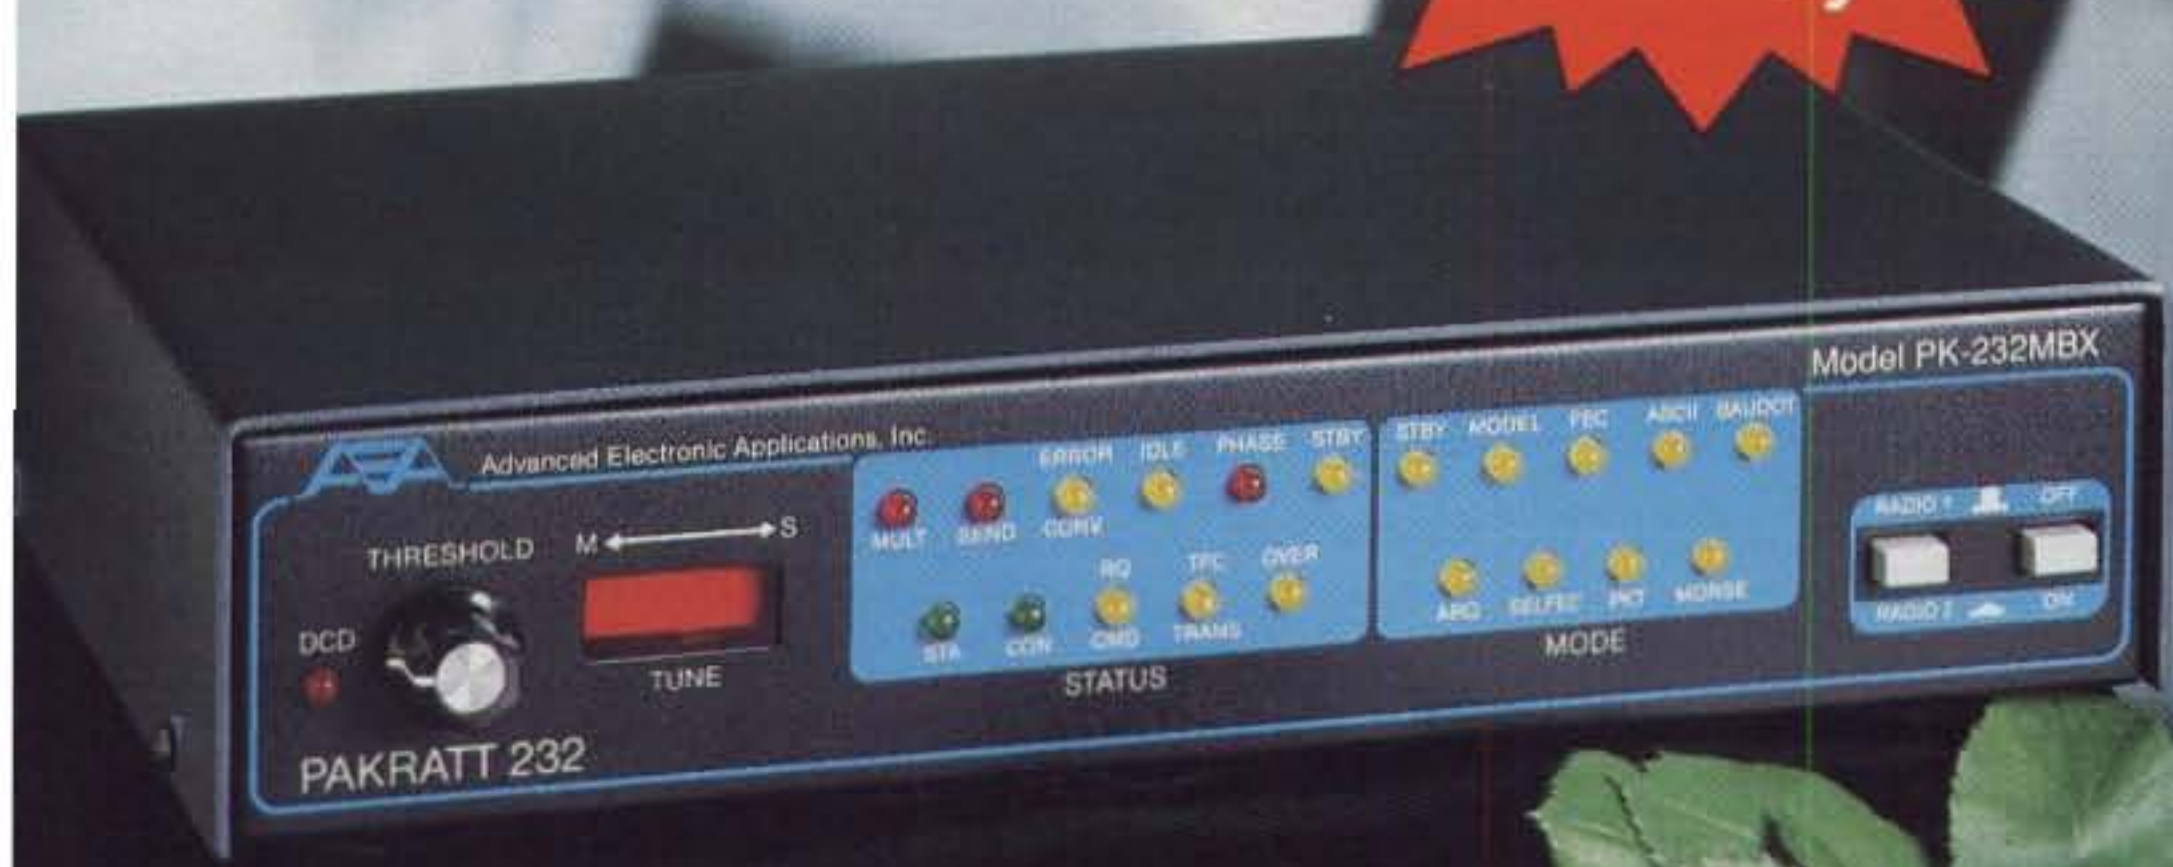 Model PK-232MBX
AEA Advanced Electronic Applications, Inc.
ERROR IDLE PHASE STBY
STBY MODEL FEC ASCII BAUDOT
MULT SEND CONV
RADIO 1 OFF
THRESHOLD M S
RQ TFC OVER
DCD
STA CON CMD TRANS
ARQ SELFEC PKT MORSE
RADIO 2 ON
TUNE
STATUS
MODE
PAKRATT 232